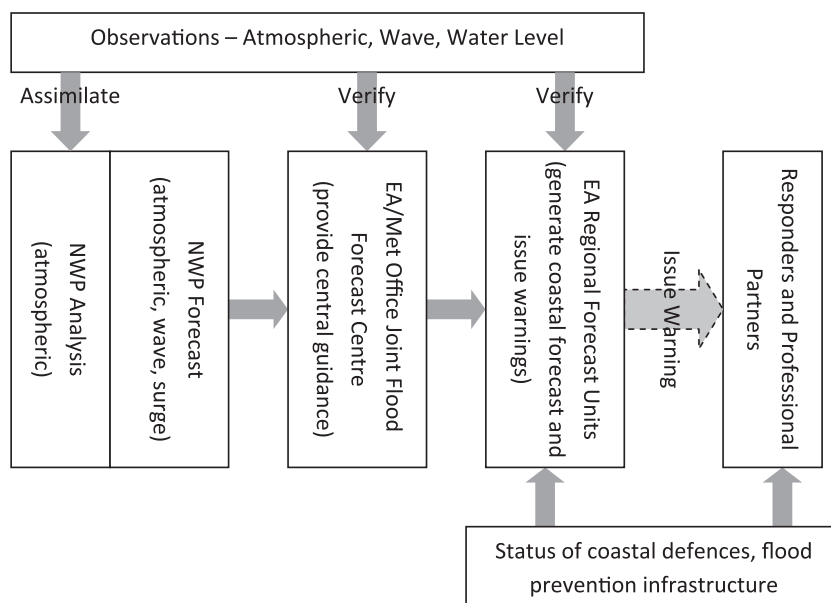 Observations – Atmospheric, Wave, Water Level
Assimilate
Verify
Verify
NWP Analysis
(atmospheric)
NWP Forecast
(atmospheric, wave, surge)
EA/Met Office Joint Flood
Forecast Centre
(provide central guidance)
EA Regional Forecast Units
(generate coastal forecast and
issue warnings)
Issue Warning
Responders and Professional
Partners
Status of coastal defences, flood
prevention infrastructure